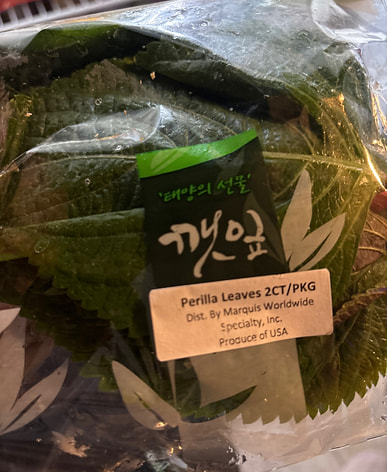 '태양의 선물'
깻잎
Perilla Leaves 2CT/PKG
Dist. By Marquis Worldwide
Specialty, Inc.
Produce of USA